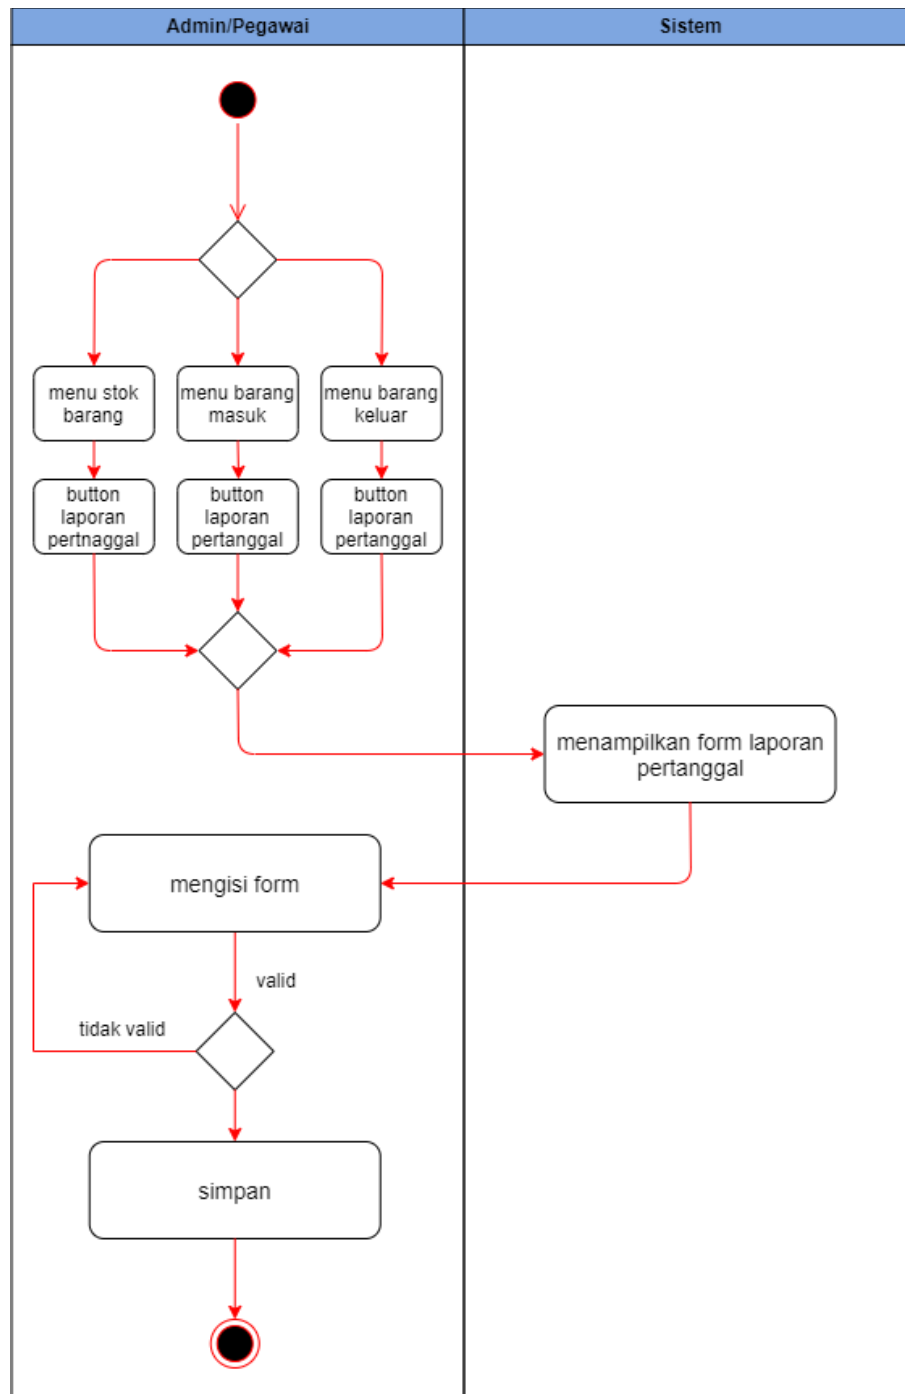 Admin/Pegawai
Sistem
menu stok
barang
menu barang
masuk
menu barang
keluar
button
laporan
pertnaggal
button
laporan
pertanggal
button
laporan
pertanggal
menampilkan form laporan
pertanggal
mengisi form
valid
tidak valid
simpan